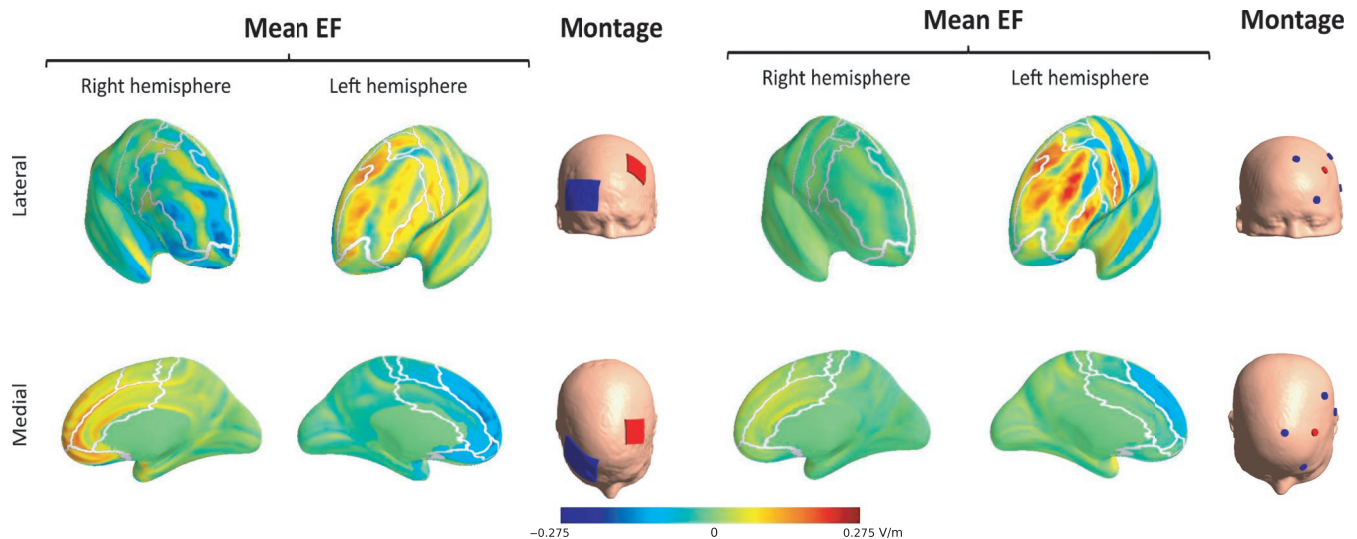 Mean EF
Montage
Mean EF
Montage
Right hemisphere
Left hemisphere
Right hemisphere
Left hemisphere
Lateral
Medial
−0.275
0
0.275 V/m